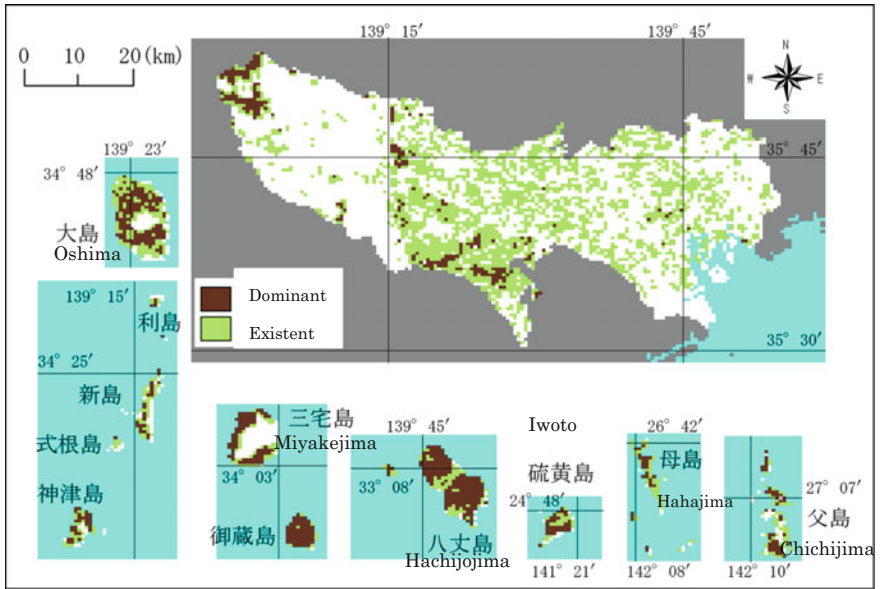 0 10 20(km)
139° 15′
139° 45′
N
W E
S
35° 45′
35° 30′
139° 23′
34° 48′
大島
Oshima
Dominant
Existent
139° 15′
利島
34° 25′
新島
式根島
神津島
三宅島
Miyakejima
34° 03′
御蔵島
139° 45′
33° 08′
八丈島
Hachijojima
Iwoto
硫黄島
24° 48′
141° 21′
26° 42′
母島
Hahajima
142° 08′
27° 07′
父島
Chichijima
142° 10′